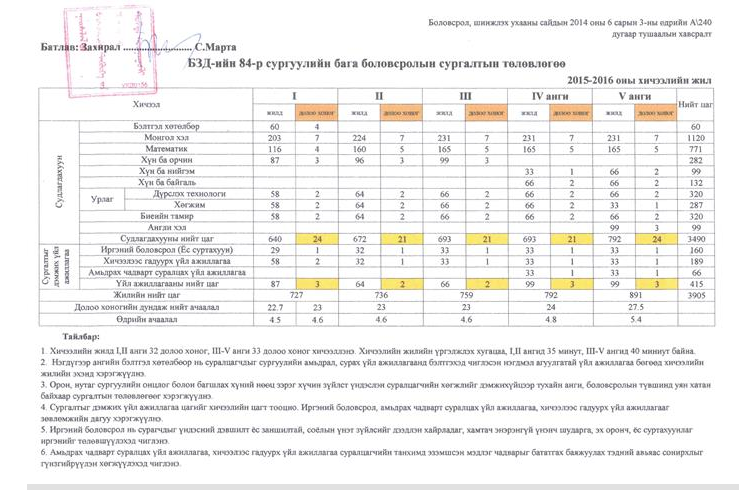 Боловсрол, шинжлэх ухааны сайдын 2014 оны 6 сарын 3-ны өдрийн А\240
дугаар тушаалын хавсралт
Батлав: Захирал ........................ С.Марта
БЗД-ийн 84-р сургуулийн бага боловсролын сургалтын төлөвлөгөө
2015-2016 оны хичээлийн жил
Хичээл I II III IV анги V анги Нийт цаг
жилд долоо хоног жилд долоо хоног жилд долоо хоног жилд долоо хоног жилд долоо хоног
Судлагдахуун
Бэлтгэл хөтөлбөр 60 4 60
Монгол хэл 203 7 224 7 231 7 231 7 231 7 1120
Математик 116 4 160 5 165 5 165 5 165 5 771
Хүн ба орчин 87 3 96 3 99 3 282
Хүн ба нийгэм 33 1 66 2 99
Хүн ба байгаль 66 2 66 2 132
Урлаг Дүрслэх технологи 58 2 64 2 66 2 66 2 66 2 320
Хөгжим 58 2 64 2 66 2 66 2 33 1 287
Биеийн тамир 58 2 64 2 66 2 66 2 66 2 320
Англи хэл 99 3 99
Судлагдахууны нийт цаг 640 24 672 21 693 21 693 21 792 24 3490
Сургалтыг дэмжих үйл ажиллагаа
Иргэний боловсрол (Ёс суртахуун) 29 1 32 1 33 1 33 1 33 1 160
Хичээлээс гадуурх үйл ажиллагаа 58 2 32 1 33 1 33 1 33 1 189
Амьдрах чадварт суралцах үйл ажиллагаа 33 1 33 1 66
Үйл ажиллагааны нийт цаг 87 3 64 2 66 2 99 3 99 3 415
Жилийн нийт цаг 727 736 759 792 891 3905
Долоо хоногийн дундаж нийт ачаалал 22.7 23 23 23 24 27.5
Өдрийн ачаалал 4.5 4.6 4.6 4.6 4.8 5.4
Тайлбар:
1. Хичээлийн жилд I,II анги 32 долоо хоног, III-V анги 33 долоо хоног хичээллэнэ. Хичээлийн жилийн үргэлжлэх хугацаа, I,II ангид 35 минут, III-V ангид 40 минут байна.
2. Нэгдүгээр ангийн бэлтгэл хөтөлбөр нь суралцагчдыг сургуулийн амьдрал, сурах үйл ажиллагаанд бэлтгэхэд чиглэсэн нэгдмэл агуулгатай үйл ажиллагаа бөгөөд хичээлийн
жилийн эхэнд хэрэгжүүлнэ.
3. Орон, нутаг сургуулийн онцлог болон багшлах хүний нөөц зэрэг хүчин зүйлст үндэслэн суралцагчийн хөгжлийг дэмжихүйцээр тухайн анги, боловсролын түвшинд уян хатан
байхаар сургалтын төлөвлөгөөг хэрэгжүүлнэ.
4. Сургалтыг дэмжих үйл ажиллагаа цагийг хичээлийн цагт тооцно. Иргэний боловсрол, амьдрах чадварт суралцах үйл ажиллагаа, хичээлээс гадуурх үйл ажиллагааг
зөвлөмжийн дагуу хэрэгжүүлнэ.
5. Иргэний боловсрол нь сурагчдыг үндэсний дэвшилт ёс заншилтай, соёлын үнэт зүйлсийг дээдлэн хайрладаг, хамтач энэрэнгүй үнэнч шударга, эх оронч, ёс суртахуунлаг
иргэнийг төлөвшүүлэхэд чиглэнэ.
6. Амьдрах чадварт суралцах үйл ажиллагаа, хичээлээс гадуурх үйл ажиллагаа суралцагчийн танхимд эзэмшсэн мэдлэг чадварыг бататгах баяжуулах тэдний авьяас сонирхлыг
гүнзгийрүүлэн хөгжүүлэхэд чиглэнэ.